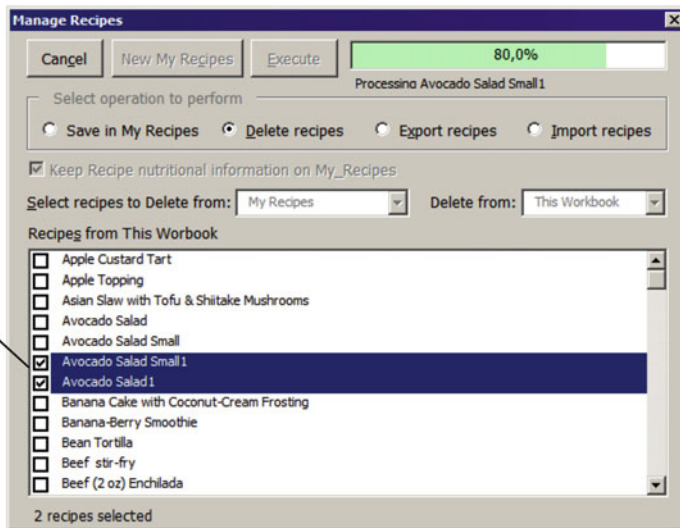 Manage Recipes
Cancel New My Recipes Execute 80,0%
Processing Avocado Salad Small1
Select operation to perform
Save in My Recipes Delete recipes Export recipes Import recipes
Keep Recipe nutritional information on My_Recipes
Select recipes to Delete from: My Recipes Delete from: This Workbook
Recipes from This Worbook
Apple Custard Tart
Apple Topping
Asian Slaw with Tofu & Shiitake Mushrooms
Avocado Salad
Avocado Salad Small
Avocado Salad Small1
Avocado Salad1
Banana Cake with Coconut-Cream Frosting
Banana-Berry Smoothie
Bean Tortilla
Beef stir-fry
Beef (2 oz) Enchilada
2 recipes selected